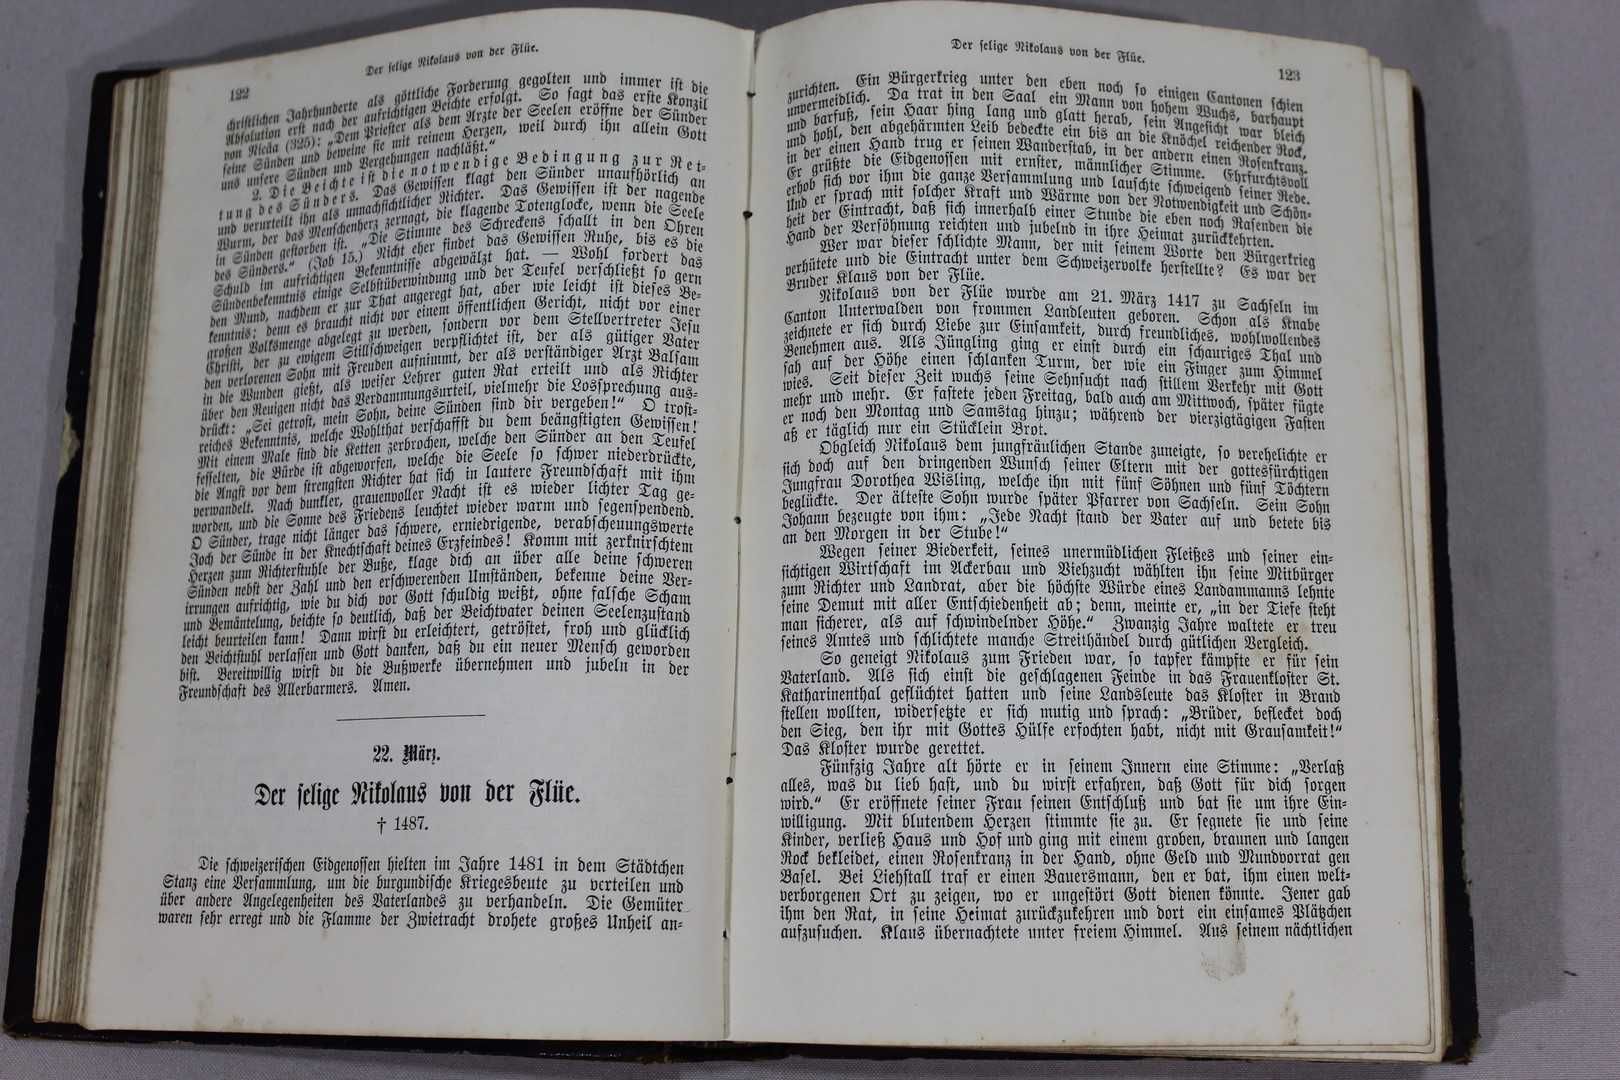 Der selige Nikolaus von der Flüe.
122
christlichen Jahrhunderte als göttliche Forderung gegolten und immer ist die
Absolution erst nach der aufrichtigen Beichte erfolgt. So sagt das erste Konzil
von Nicäa (325): „Dem Priester als dem Arzte der Seelen eröffne der Sünder
seine Sünden und beweine sie mit reinem Herzen, weil durch ihn allein Gott
uns unsere Sünden und Vergehungen nachläßt.“
2. Die Beichte ist die notwendige Bedingung zur Ret-
tung des Sünders. Das Gewissen klagt den Sünder unaufhörlich an
und verurteilt ihn als unnachsichtlicher Richter. Das Gewissen ist der nagende
Wurm, der das Menschenherz zernagt, die klagende Totenglocke, wenn die Seele
in Sünden gestorben ist. „Die Stimme des Schreckens schallt in den Ohren
des Sünders.“ (Job 15.) Nicht eher findet das Gewissen Ruhe, bis es die
Schuld im aufrichtigen Bekenntnisse abgewälzt hat. — Wohl fordert das
Sündenbekenntnis einige Selbstüberwindung und der Teufel verschließt so gern
den Mund, nachdem er zur That angeregt hat, aber wie leicht ist dieses Be-
kenntnis; denn es braucht nicht vor einem öffentlichen Gericht, nicht vor einer
großen Volksmenge abgelegt zu werden, sondern vor dem Stellvertreter Jesu
Christi, der zu ewigem Stillschweigen verpflichtet ist, der als gütiger Vater
den verlorenen Sohn mit Freuden aufnimmt, der als verständiger Arzt Balsam
in die Wunden gießt, als weiser Lehrer guten Rat erteilt und als Richter
über den Reuigen nicht das Verdammungsurteil, vielmehr die Lossprechung aus-
drückt: „Sei getrost, mein Sohn, deine Sünden sind dir vergeben!“ O trost-
reiches Bekenntnis, welche Wohlthat verschaffst du dem beängstigten Gewissen!
Mit einem Male sind die Ketten zerbrochen, welche den Sünder an den Teufel
fesselten, die Bürde ist abgeworfen, welche die Seele so schwer niederdrückte,
die Angst vor dem strengsten Richter hat sich in lautere Freundschaft mit ihm
verwandelt. Nach dunkler, grauenvoller Nacht ist es wieder lichter Tag ge-
worden, und die Sonne des Friedens leuchtet wieder warm und segenspendend.
O Sünder, trage nicht länger das schwere, erniedrigende, verabscheuungswerte
Joch der Sünde in der Knechtschaft deines Erzfeindes! Komm mit zerknirschtem
Herzen zum Richterstuhle der Buße, klage dich an über alle deine schweren
Sünden nebst der Zahl und den erschwerenden Umständen, bekenne deine Ver-
irrungen aufrichtig, wie du dich vor Gott schuldig weißt, ohne falsche Scham
und Bemäntelung, beichte so deutlich, daß der Beichtvater deinen Seelenzustand
leicht beurteilen kann! Dann wirst du erleichtert, getröstet, froh und glücklich
den Beichtstuhl verlassen und Gott danken, daß du ein neuer Mensch geworden
bist. Bereitwillig wirst du die Bußwerke übernehmen und jubeln in der
Freundschaft des Allerbarmers. Amen.
22. März.
Der selige Nikolaus von der Flüe.
† 1487.
Die schweizerischen Eidgenossen hielten im Jahre 1481 in dem Städtchen
Stanz eine Versammlung, um die burgundische Kriegesbeute zu verteilen und
über andere Angelegenheiten des Vaterlandes zu verhandeln. Die Gemüter
waren sehr erregt und die Flamme der Zwietracht drohete großes Unheil an-
Der selige Nikolaus von der Flüe.
123
zurichten. Ein Bürgerkrieg unter den eben noch so einigen Cantonen schien
unvermeidlich. Da trat in den Saal ein Mann von hohem Wuchs, barhaupt
und barfuß, sein Haar hing lang und glatt herab, sein Angesicht war bleich
und hohl, den abgehärmten Leib bedeckte ein bis an die Knöchel reichender Rock,
in der einen Hand trug er seinen Wanderstab, in der andern einen Rosenkranz.
Er grüßte die Eidgenossen mit ernster, männlicher Stimme. Ehrfurchtsvoll
erhob sich vor ihm die ganze Versammlung und lauschte schweigend seiner Rede.
Und er sprach mit solcher Kraft und Wärme von der Notwendigkeit und Schön-
heit der Eintracht, daß sich innerhalb einer Stunde die eben noch Rasenden die
Hand der Versöhnung reichten und jubelnd in ihre Heimat zurückkehrten.
Wer war dieser schlichte Mann, der mit seinem Worte den Bürgerkrieg
verhütete und die Eintracht unter dem Schweizervolke herstellte? Es war der
Bruder Klaus von der Flüe.
Nikolaus von der Flüe wurde am 21. März 1417 zu Sachseln im
Canton Unterwalden von frommen Landleuten geboren. Schon als Knabe
zeichnete er sich durch Liebe zur Einsamkeit, durch freundliches, wohlwollendes
Benehmen aus. Als Jüngling ging er einst durch ein schauriges Thal und
sah auf der Höhe einen schlanken Turm, der wie ein Finger zum Himmel
wies. Seit dieser Zeit wuchs seine Sehnsucht nach stillem Verkehr mit Gott
mehr und mehr. Er fastete jeden Freitag, bald auch am Mittwoch, später fügte
er noch den Montag und Samstag hinzu; während der vierzigtägigen Fasten
aß er täglich nur ein Stücklein Brot.
Obgleich Nikolaus dem jungfräulichen Stande zuneigte, so verehelichte er
sich doch auf den dringenden Wunsch seiner Eltern mit der gottesfürchtigen
Jungfrau Dorothea Wisling, welche ihn mit fünf Söhnen und fünf Töchtern
beglückte. Der älteste Sohn wurde später Pfarrer von Sachseln. Sein Sohn
Johann bezeugte von ihm: „Jede Nacht stand der Vater auf und betete bis
an den Morgen in der Stube!“
Wegen seiner Biederkeit, seines unermüdlichen Fleißes und seiner ein-
sichtigen Wirtschaft im Ackerbau und Viehzucht wählten ihn seine Mitbürger
zum Richter und Landrat, aber die höchste Würde eines Landammanns lehnte
seine Demut mit aller Entschiedenheit ab; denn, meinte er, „in der Tiefe steht
man sicherer, als auf schwindelnder Höhe.“ Zwanzig Jahre waltete er treu
seines Amtes und schlichtete manche Streithändel durch gütlichen Vergleich.
So geneigt Nikolaus zum Frieden war, so tapfer kämpfte er für sein
Vaterland. Als sich einst die geschlagenen Feinde in das Frauenkloster St.
Katharinenthal geflüchtet hatten und seine Landsleute das Kloster in Brand
stellen wollten, widersetzte er sich mutig und sprach: „Brüder, beflecket doch
den Sieg, den ihr mit Gottes Hülfe erfochten habt, nicht mit Grausamkeit!“
Das Kloster wurde gerettet.
Fünfzig Jahre alt hörte er in seinem Innern eine Stimme: „Verlaß
alles, was du lieb hast, und du wirst erfahren, daß Gott für dich sorgen
wird.“ Er eröffnete seiner Frau seinen Entschluß und bat sie um ihre Ein-
willigung. Mit blutendem Herzen stimmte sie zu. Er segnete sie und seine
Kinder, verließ Haus und Hof und ging mit einem groben, braunen und langen
Rock bekleidet, einen Rosenkranz in der Hand, ohne Geld und Mundvorrat gen
Basel. Bei Liehstall traf er einen Bauersmann, den er bat, ihm einen welt-
verborgenen Ort zu zeigen, wo er ungestört Gott dienen könnte. Jener gab
ihm den Rat, in seine Heimat zurückzukehren und dort ein einsames Plätzchen
aufzusuchen. Klaus übernachtete unter freiem Himmel. Aus seinem nächtlichen